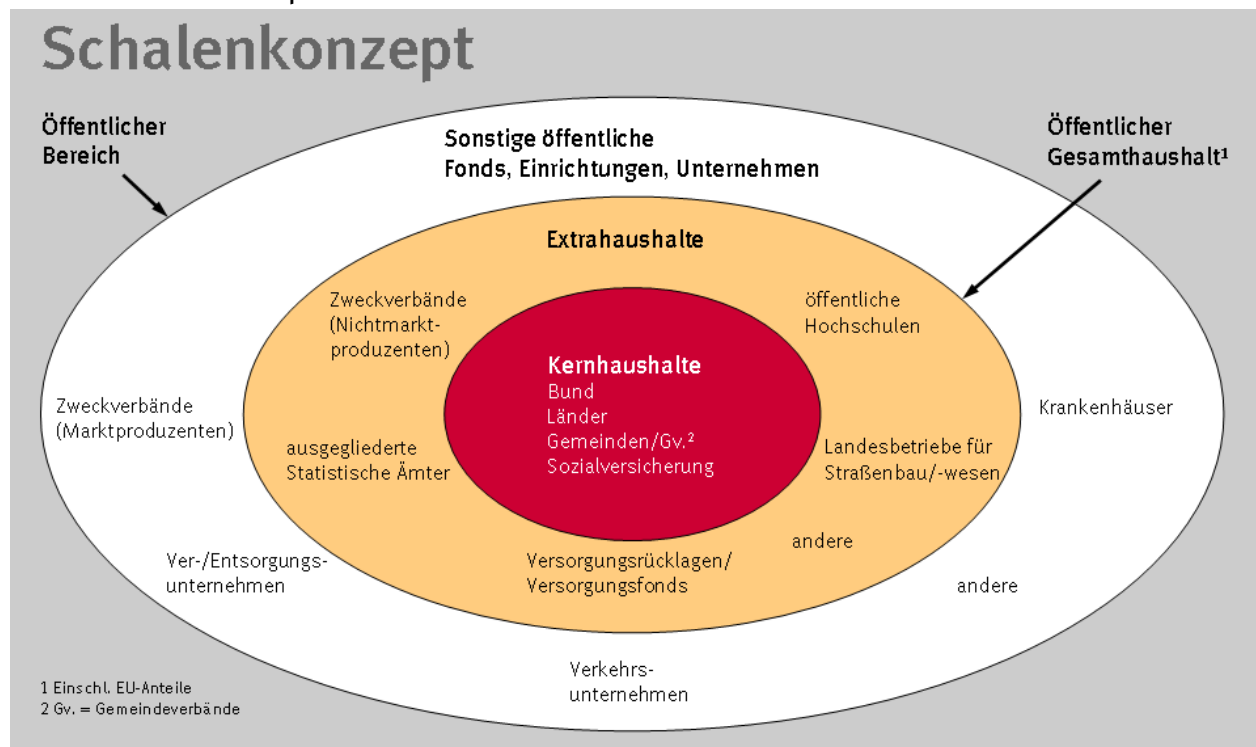 Schalenkonzept
Öffentlicher
Bereich
Sonstige öffentliche
Fonds, Einrichtungen, Unternehmen
Öffentlicher
Gesamthaushalt¹
Extrahaushalte
Zweckverbände
(Nichtmarkt-
produzenten)
öffentliche
Hochschulen
Kernhaushalte
Bund
Länder
Gemeinden/Gv.²
Sozialversicherung
Zweckverbände
(Marktproduzenten)
Krankenhäuser
ausgegliederte
Statistische Ämter
Landesbetriebe für
Straßenbau/-wesen
andere
Ver-/Entsorgungs-
unternehmen
Versorgungsrücklagen/
Versorgungsfonds
andere
Verkehrs-
unternehmen
1 Einschl. EU-Anteile
2 Gv. = Gemeindeverbände